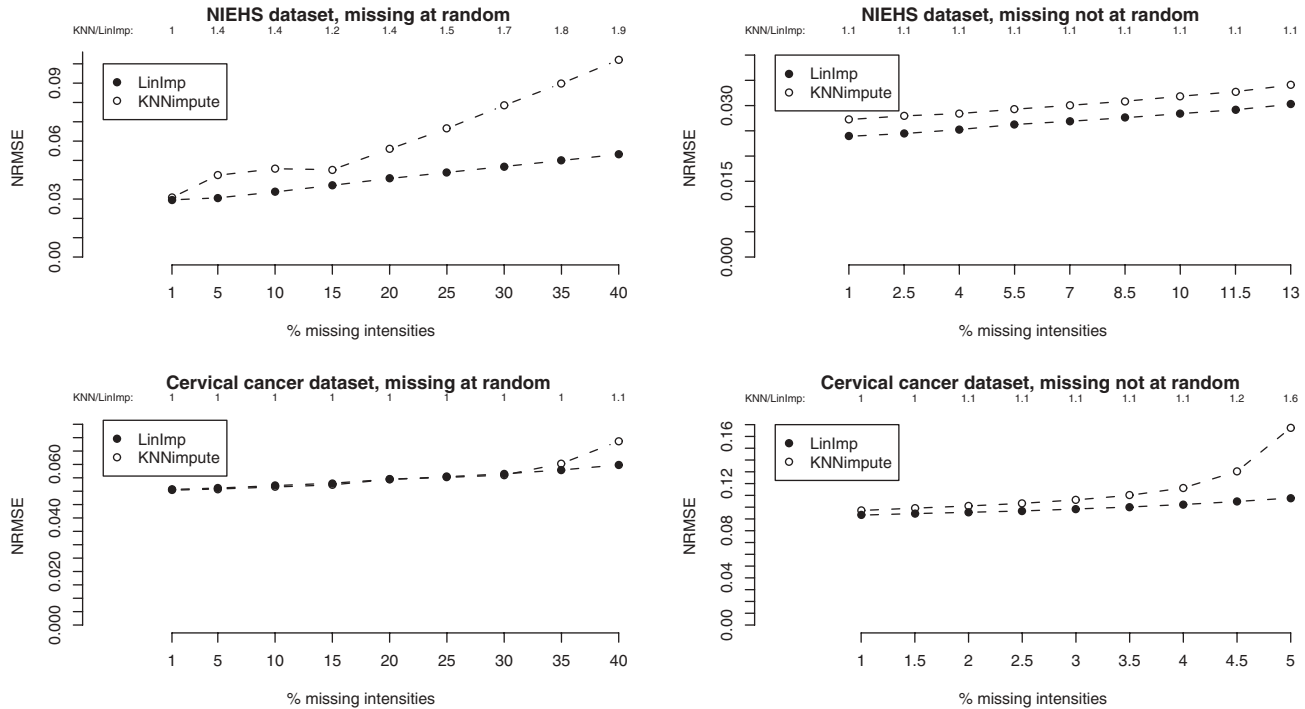 NIEHS dataset, missing at random
KNN/LinImp: 1 1.4 1.4 1.2 1.4 1.5 1.7 1.8 1.9
LinImp
KNNimpute
NRMSE
0.00 0.03 0.06 0.09
1 5 10 15 20 25 30 35 40
% missing intensities
NIEHS dataset, missing not at random
KNN/LinImp: 1.1 1.1 1.1 1.1 1.1 1.1 1.1 1.1 1.1
LinImp
KNNimpute
NRMSE
0.000 0.015 0.030
1 2.5 4 5.5 7 8.5 10 11.5 13
% missing intensities
Cervical cancer dataset, missing at random
KNN/LinImp: 1 1 1 1 1 1 1 1 1.1
LinImp
KNNimpute
NRMSE
0.000 0.020 0.040 0.060
1 5 10 15 20 25 30 35 40
% missing intensities
Cervical cancer dataset, missing not at random
KNN/LinImp: 1 1 1.1 1.1 1.1 1.1 1.1 1.2 1.6
LinImp
KNNimpute
NRMSE
0.00 0.04 0.08 0.12 0.16
1 1.5 2 2.5 3 3.5 4 4.5 5
% missing intensities